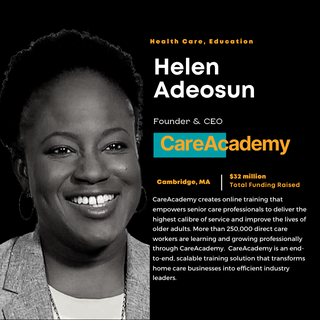 Health Care, Education
Helen
Adeosun
Founder & CEO
CareAcademy
Cambridge, MA
$32 million
Total Funding Raised
CareAcademy creates online training that
empowers senior care professionals to deliver the
highest calibre of service and improve the lives of
older adults. More than 250,000 direct care
workers are learning and growing professionally
through CareAcademy. CareAcademy is an end-
to-end, scalable training solution that transforms
home care businesses into efficient industry
leaders.